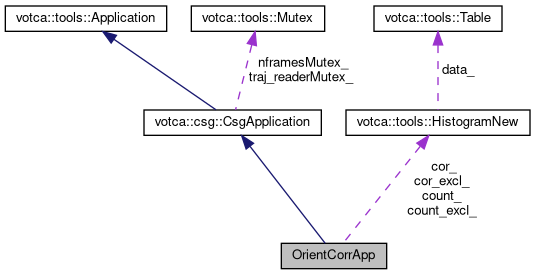 votca::tools::Application
votca::tools::Mutex
votca::tools::Table
nframesMutex_
traj_readerMutex_
data_
votca::csg::CsgApplication
votca::tools::HistogramNew
cor_
cor_excl_
count_
count_excl_
OrientCorrApp